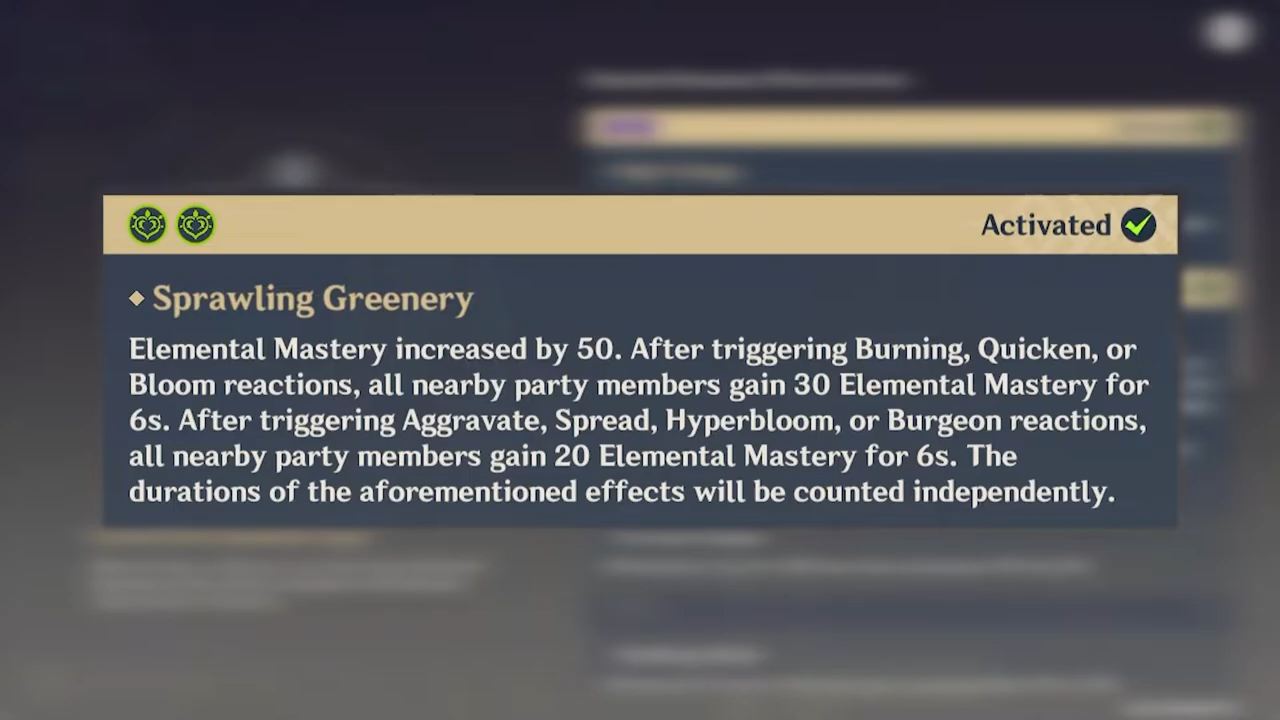 Activated
Sprawling Greenery
Elemental Mastery increased by 50. After triggering Burning, Quicken, or
Bloom reactions, all nearby party members gain 30 Elemental Mastery for
6s. After triggering Aggravate, Spread, Hyperbloom, or Burgeon reactions,
all nearby party members gain 20 Elemental Mastery for 6s. The
durations of the aforementioned effects will be counted independently.